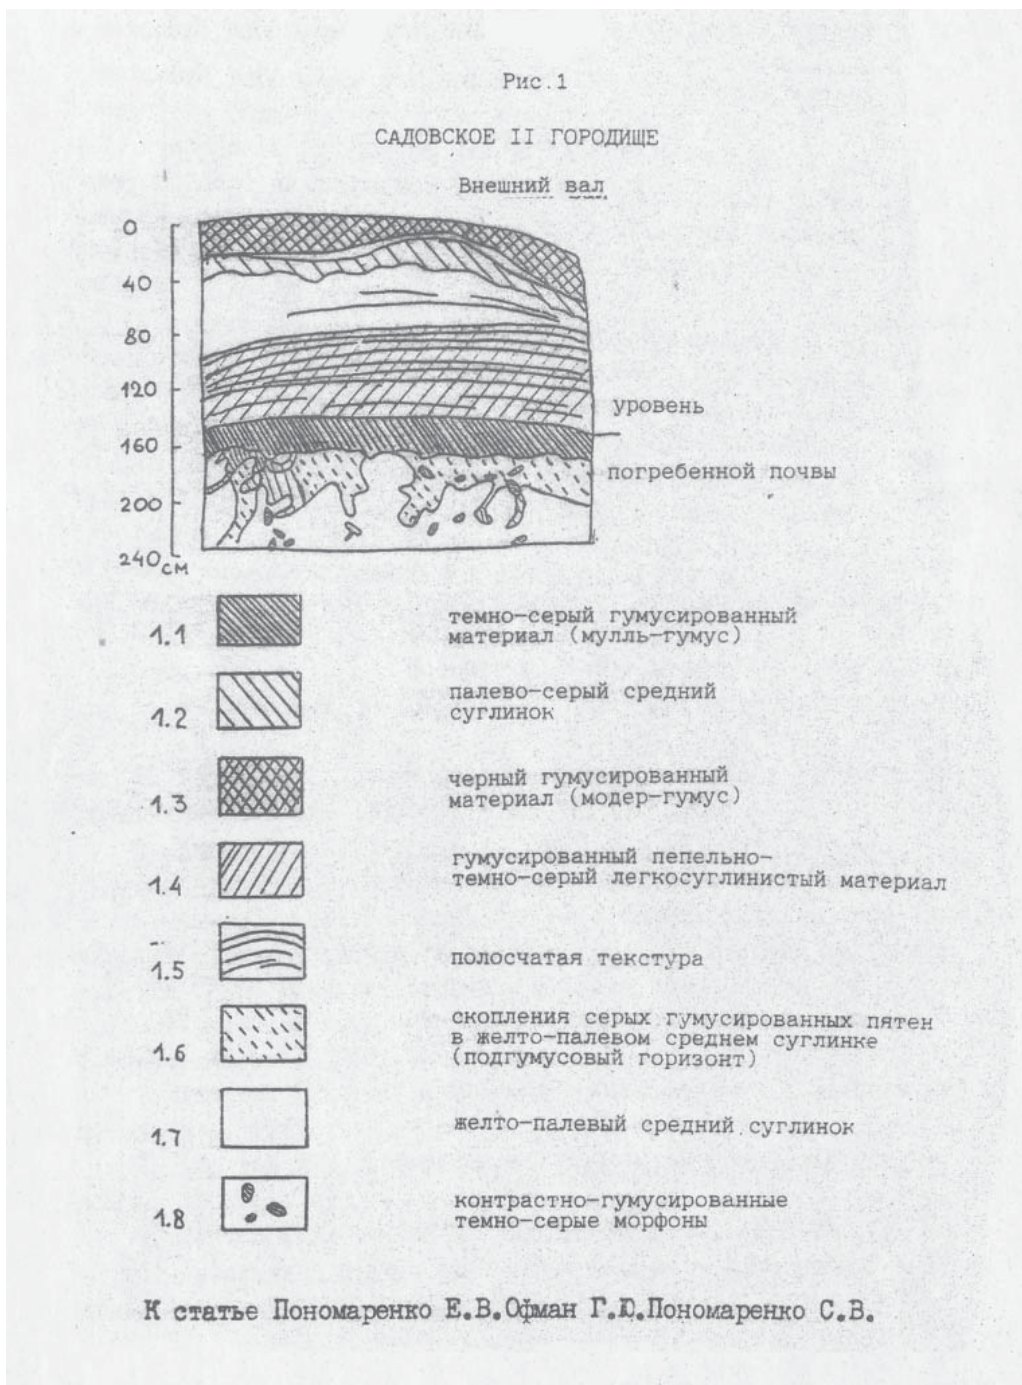 Рис.1
САДОВСКОЕ II ГОРОДИЩЕ
Внешний вал
0
40
80
120
160
200
240 см
уровень
погребенной почвы
1.1 темно-серый гумусированный
материал (мулль-гумус)
1.2 палево-серый средний
суглинок
1.3 черный гумусированный
материал (модер-гумус)
1.4 гумусированный пепельно-
темно-серый легкосуглинистый материал
1.5 полосчатая текстура
1.6 скопления серых гумусированных пятен
в желто-палевом среднем суглинке
(подгумусовый горизонт)
1.7 желто-палевый средний суглинок
1.8 контрастно-гумусированные
темно-серые морфоны
К статье Пономаренко Е.В.Офман Г.Ю.Пономаренко С.В.